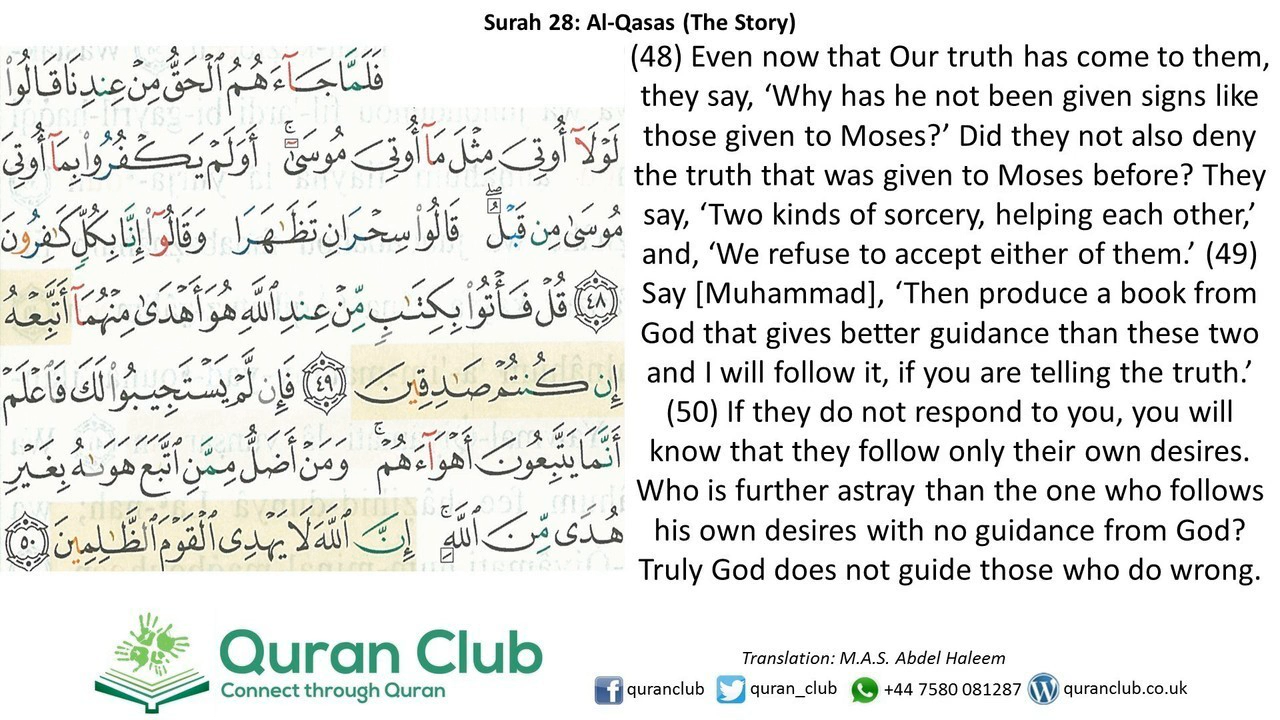 Surah 28: Al-Qasas (The Story)
فَلَمَّا جَآءَهُمُ ٱلْحَقُّ مِنْ عِندِنَا قَالُوا۟
لَوْلَآ أُوتِىَ مِثْلَ مَآ أُوتِىَ مُوسَىٰٓ ۚ أَوَلَمْ يَكْفُرُوا۟ بِمَآ أُوتِىَ
مُوسَىٰ مِن قَبْلُ ۖ قَالُوا۟ سِحْرَانِ تَظَٰهَرَا وَقَالُوٓا۟ إِنَّا بِكُلٍّ كَٰفِرُونَ
٤٨ قُلْ فَأْتُوا۟ بِكِتَٰبٍ مِّنْ عِندِ ٱللَّهِ هُوَ أَهْدَىٰ مِنْهُمَآ أَتَّبِعْهُ
إِن كُنتُمْ صَٰدِقِينَ ٤٩ فَإِن لَّمْ يَسْتَجِيبُوا۟ لَكَ فَٱعْلَمْ
أَنَّمَا يَتَّبِعُونَ أَهْوَآءَهُمْ ۚ وَمَنْ أَضَلُّ مِمَّنِ ٱتَّبَعَ هَوَىٰهُ بِغَيْرِ
هُدًى مِّنَ ٱللَّهِ ۚ إِنَّ ٱللَّهَ لَا يَهْدِى ٱلْقَوْمَ ٱلظَّٰلِمِينَ ٥٠
(48) Even now that Our truth has come to them,
they say, ‘Why has he not been given signs like
those given to Moses?’ Did they not also deny
the truth that was given to Moses before? They
say, ‘Two kinds of sorcery, helping each other,’
and, ‘We refuse to accept either of them.’ (49)
Say [Muhammad], ‘Then produce a book from
God that gives better guidance than these two
and I will follow it, if you are telling the truth.’
(50) If they do not respond to you, you will
know that they follow only their own desires.
Who is further astray than the one who follows
his own desires with no guidance from God?
Truly God does not guide those who do wrong.
Quran Club
Connect through Quran
Translation: M.A.S. Abdel Haleem
quranclub quran_club +44 7580 081287 quranclub.co.uk